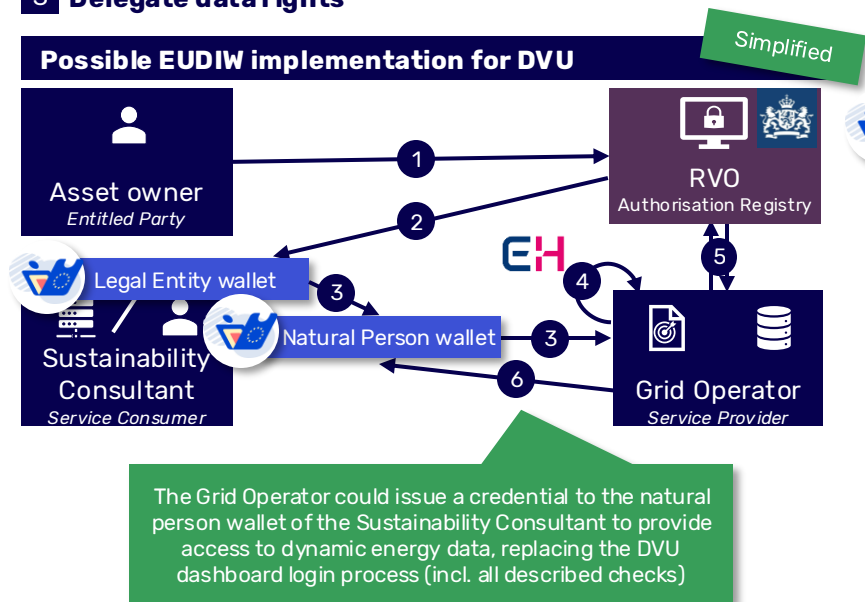 3 Delegate data rights
Possible EUDIW implementation for DVU
Simplified
Asset owner
Entitled Party
1
RVO
Authorisation Registry
2
EH
5
4
Legal Entity wallet
3
Natural Person wallet
3
Sustainability
Consultant
Service Consumer
6
Grid Operator
Service Provider
The Grid Operator could issue a credential to the natural
person wallet of the Sustainability Consultant to provide
access to dynamic energy data, replacing the DVU
dashboard login process (incl. all described checks)